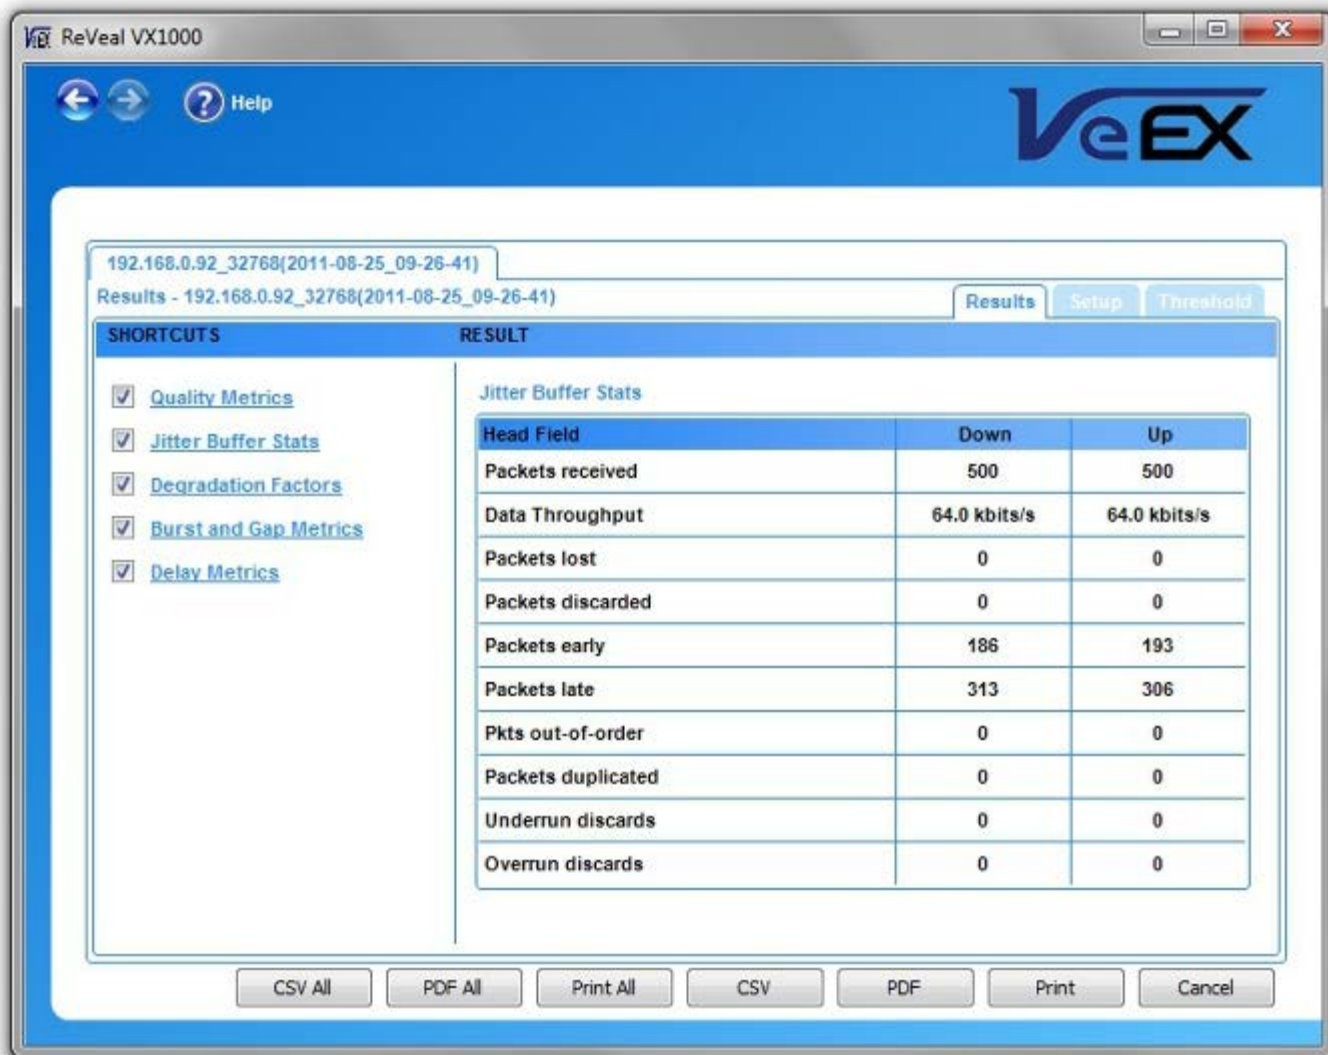 VeEX ReVeal VX1000
? Help
VeEX
192.168.0.92_32768(2011-08-25_09-26-41)
Results - 192.168.0.92_32768(2011-08-25_09-26-41)
Results Setup Threshold
SHORTCUTS RESULT
Quality Metrics
Jitter Buffer Stats
Degradation Factors
Burst and Gap Metrics
Delay Metrics
Jitter Buffer Stats
Head Field Down Up
Packets received 500 500
Data Throughput 64.0 kbits/s 64.0 kbits/s
Packets lost 0 0
Packets discarded 0 0
Packets early 186 193
Packets late 313 306
Pkts out-of-order 0 0
Packets duplicated 0 0
Underrun discards 0 0
Overrun discards 0 0
CSV All PDF All Print All CSV PDF Print Cancel